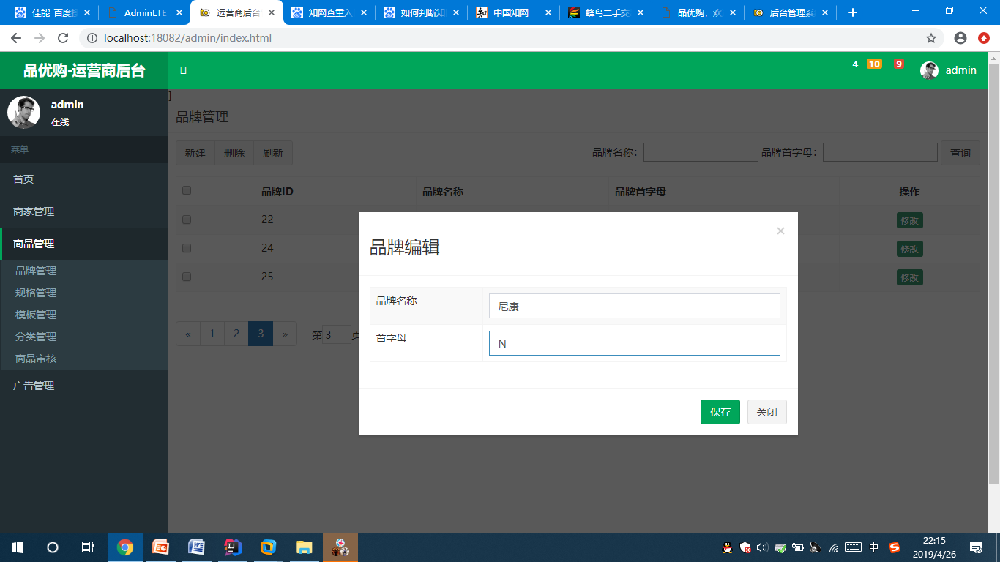 佳能_百度搜
AdminLTE
运营商后台
知网查重入
如何判断知
中国知网
蜂鸟二手交
品优购，欢
后台管理系
localhost:18082/admin/index.html
品优购-运营商后台
4 10 9 admin
admin
在线
菜单
首页
商家管理
商品管理
品牌管理
规格管理
模板管理
分类管理
商品审核
广告管理
]
品牌管理
新建 删除 刷新 品牌名称： 品牌首字母： 查询
品牌ID 品牌名称 品牌首字母 操作
22 修改
24 修改
25 修改
« 1 2 3 » 第 3 页
×
品牌编辑
品牌名称 尼康
首字母 N
保存 关闭
中
22:15
2019/4/26